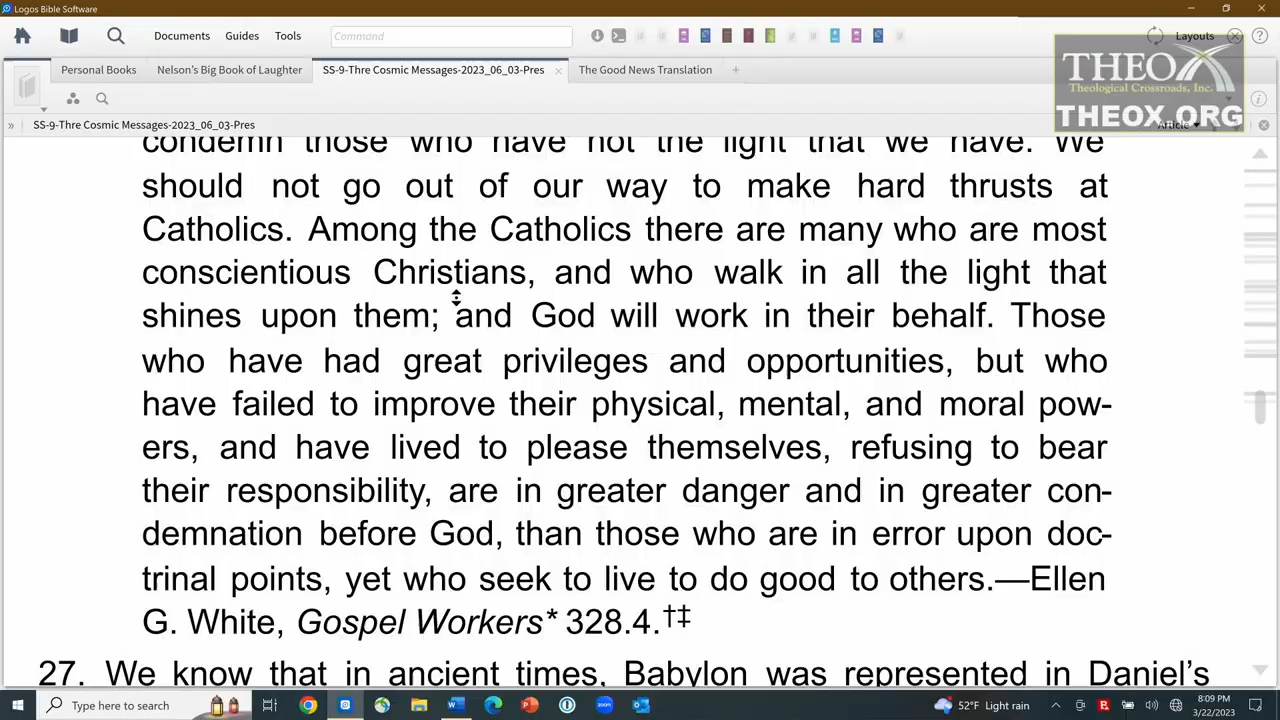 Logos Bible Software
Documents Guides Tools Command Layouts
Personal Books Nelson's Big Book of Laughter SS-9-Thre Cosmic Messages-2023_06_03-Pres The Good News Translation
THEOX
Theological Crossroads, Inc.
THEOX.ORG
» SS-9-Thre Cosmic Messages-2023_06_03-Pres Article
condemn those who have not the light that we have. We
should not go out of our way to make hard thrusts at
Catholics. Among the Catholics there are many who are most
conscientious Christians, and who walk in all the light that
shines upon them; and God will work in their behalf. Those
who have had great privileges and opportunities, but who
have failed to improve their physical, mental, and moral pow-
ers, and have lived to please themselves, refusing to bear
their responsibility, are in greater danger and in greater con-
demnation before God, than those who are in error upon doc-
trinal points, yet who seek to live to do good to others.—Ellen
G. White, Gospel Workers* 328.4.†‡
27. We know that in ancient times, Babylon was represented in Daniel's
Type here to search 52°F Light rain 8:09 PM
3/22/2023